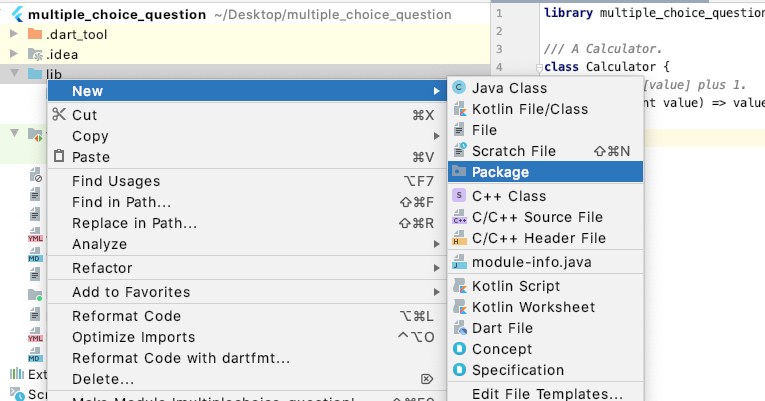 multiple_choice_question ~/Desktop/multiple_choice_question
.dart_tool
.idea
lib
1 library multiple_choice_question
2
3 /// A Calculator.
4 class Calculator {
[value] plus 1.
nt value) => value
New
Cut ⌘X
Copy
Paste ⌘V
Find Usages ⌥F7
Find in Path... ⇧⌘F
Replace in Path... ⇧⌘R
Analyze
Refactor
Add to Favorites
Reformat Code ⌥⌘L
Optimize Imports ^⌥O
Reformat Code with dartfmt...
Delete... ⌦
Java Class
Kotlin File/Class
File
Scratch File ⇧⌘N
Package
C++ Class
C/C++ Source File
C/C++ Header File
module-info.java
Kotlin Script
Kotlin Worksheet
Dart File
Concept
Specification
Edit File Templates...
YML
MD
YML
MD
Ext
Scr